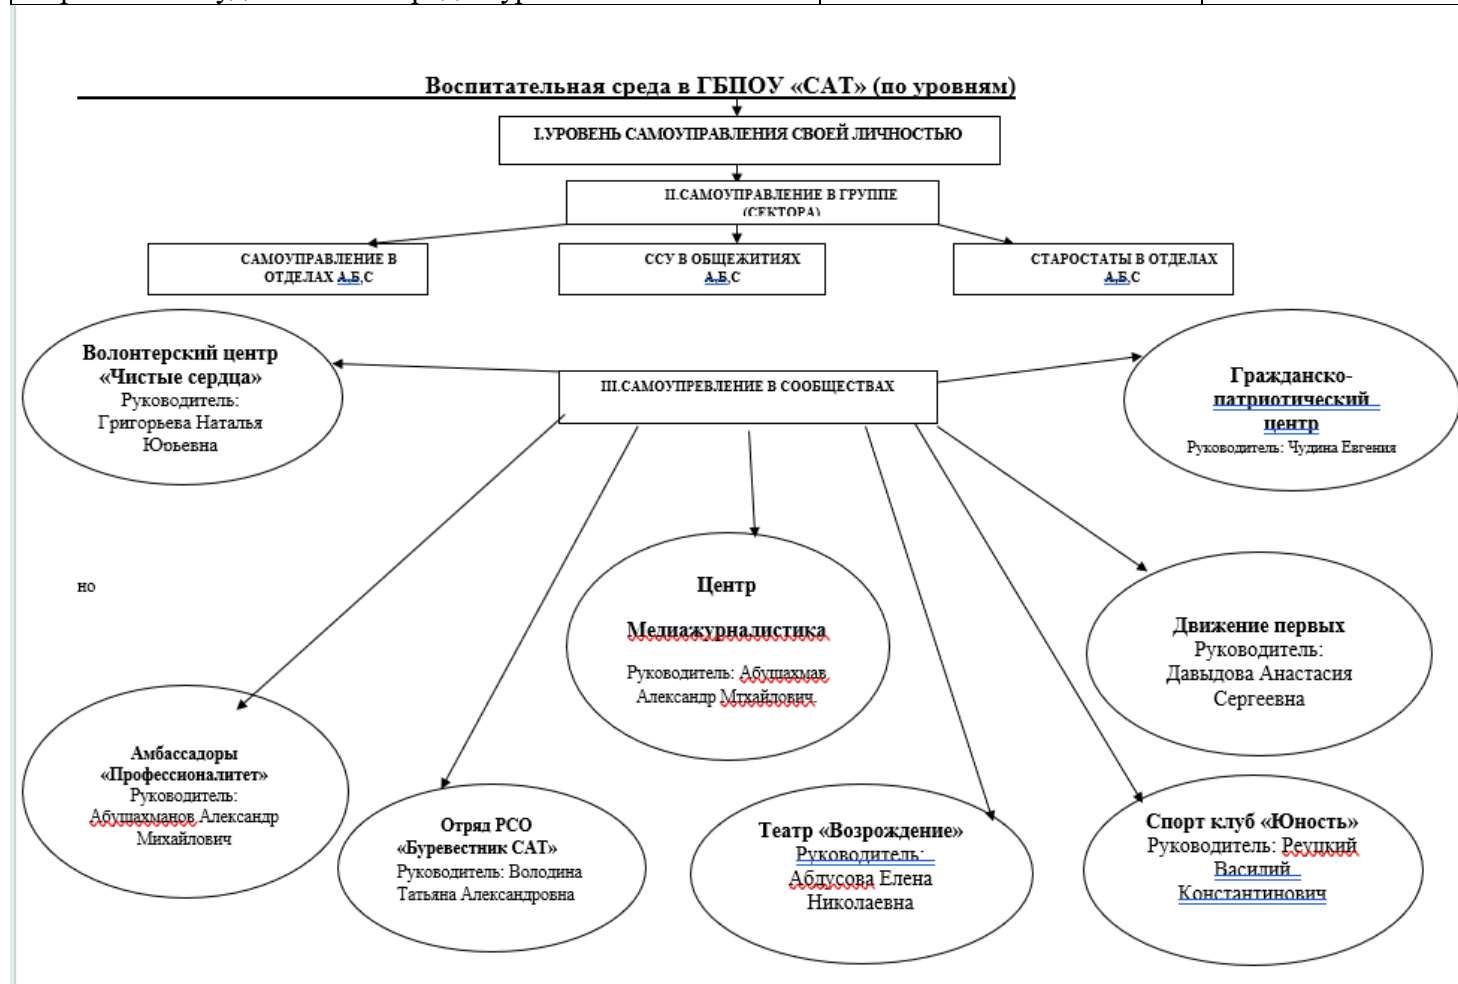 Воспитательная среда в ГБПОУ «САТ» (по уровням)
I.УРОВЕНЬ САМОУПРАВЛЕНИЯ СВОЕЙ ЛИЧНОСТЬЮ
II.САМОУПРАВЛЕНИЕ В ГРУППЕ
(СЕКТОРА)
САМОУПРАВЛЕНИЕ В
ОТДЕЛАХ А,Б,С
ССУ В ОБЩЕЖИТИЯХ
А,Б,С
СТАРОСТАТЫ В ОТДЕЛАХ
А,Б,С
Волонтерский центр
«Чистые сердца»
Руководитель:
Григорьева Наталья
Юрьевна
III.САМОУПРЕВЛЕНИЕ В СООБЩЕСТВАХ
Гражданско-
патриотический
центр
Руководитель: Чудина Евгения
но
Центр
Медиажурналистика
Руководитель: Абушахмав
Александр Мтхайлович
Движение первых
Руководитель:
Давыдова Анастасия
Сергеевна
Амбассадоры
«Профессионалитет»
Руководитель:
Абушахманов Александр
Михайлович
Отряд РСО
«Буревестник САТ»
Руководитель: Володина
Татьяна Александровна
Театр «Возрождение»
Руководитель:
Абдусова Елена
Николаевна
Спорт клуб «Юность»
Руководитель: Реуцкий
Василий
Константинович